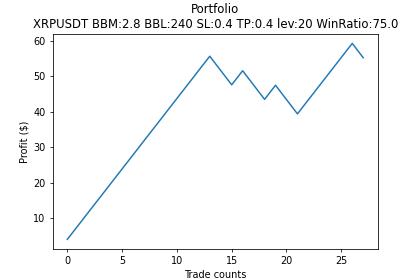 Portfolio
XRPUSDT BBM:2.8 BBL:240 SL:0.4 TP:0.4 lev:20 WinRatio:75.0
60
50
40
30
20
10
Profit ($)
0 5 10 15 20 25
Trade counts